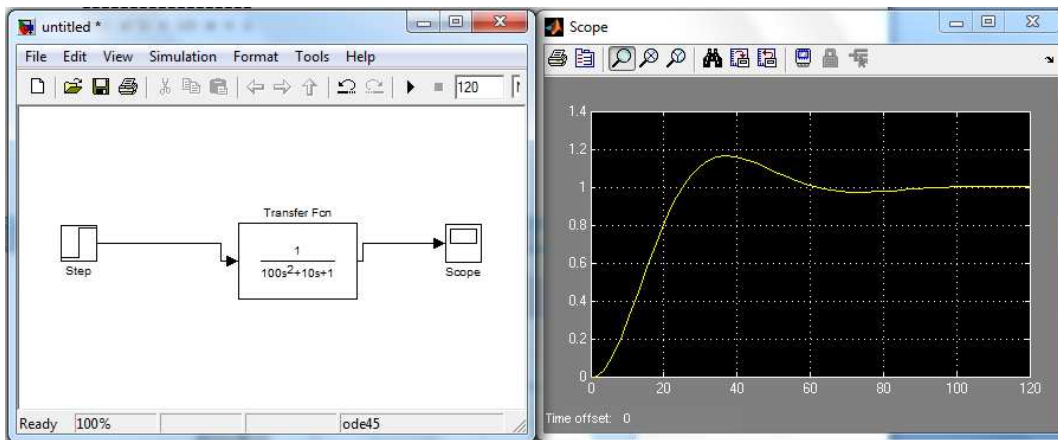 untitled *
File Edit View Simulation Format Tools Help
120
Transfer Fcn
1
100s²+10s+1
Step
Scope
Ready 100% ode45
Scope
1.4
1.2
1
0.8
0.6
0.4
0.2
0
0 20 40 60 80 100 120
Time offset: 0